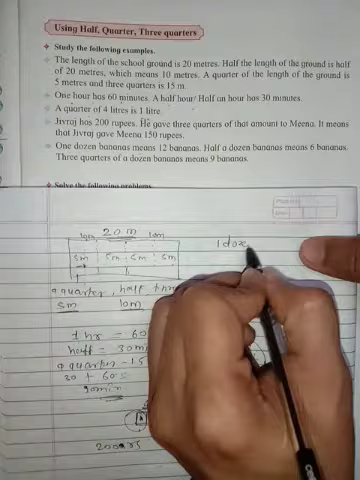 Using Half, Quarter, Three quarters
Study the following examples.
The length of the school ground is 20 metres. Half the length of the ground is half
of 20 metres, which means 10 metres. A quarter of the length of the ground is
5 metres and three quarters is 15 m.
One hour has 60 minutes. A half hour/ Half an hour has 30 minutes.
A quarter of 4 litres is 1 litre.
Jivraj has 200 rupees. He gave three quarters of that amount to Meena. It means
that Jivraj gave Meena 150 rupees.
One dozen bananas means 12 bananas. Half a dozen bananas means 6 bananas.
Three quarters of a dozen bananas means 9 bananas.
Solve the following problems.
20 m
10m 10m
1 doz
5m 5m 5m 5m
a quarter, half
5m 10m
1 hr - 60
half = 30mi
a quarter - 15
30 + 60 =
90min